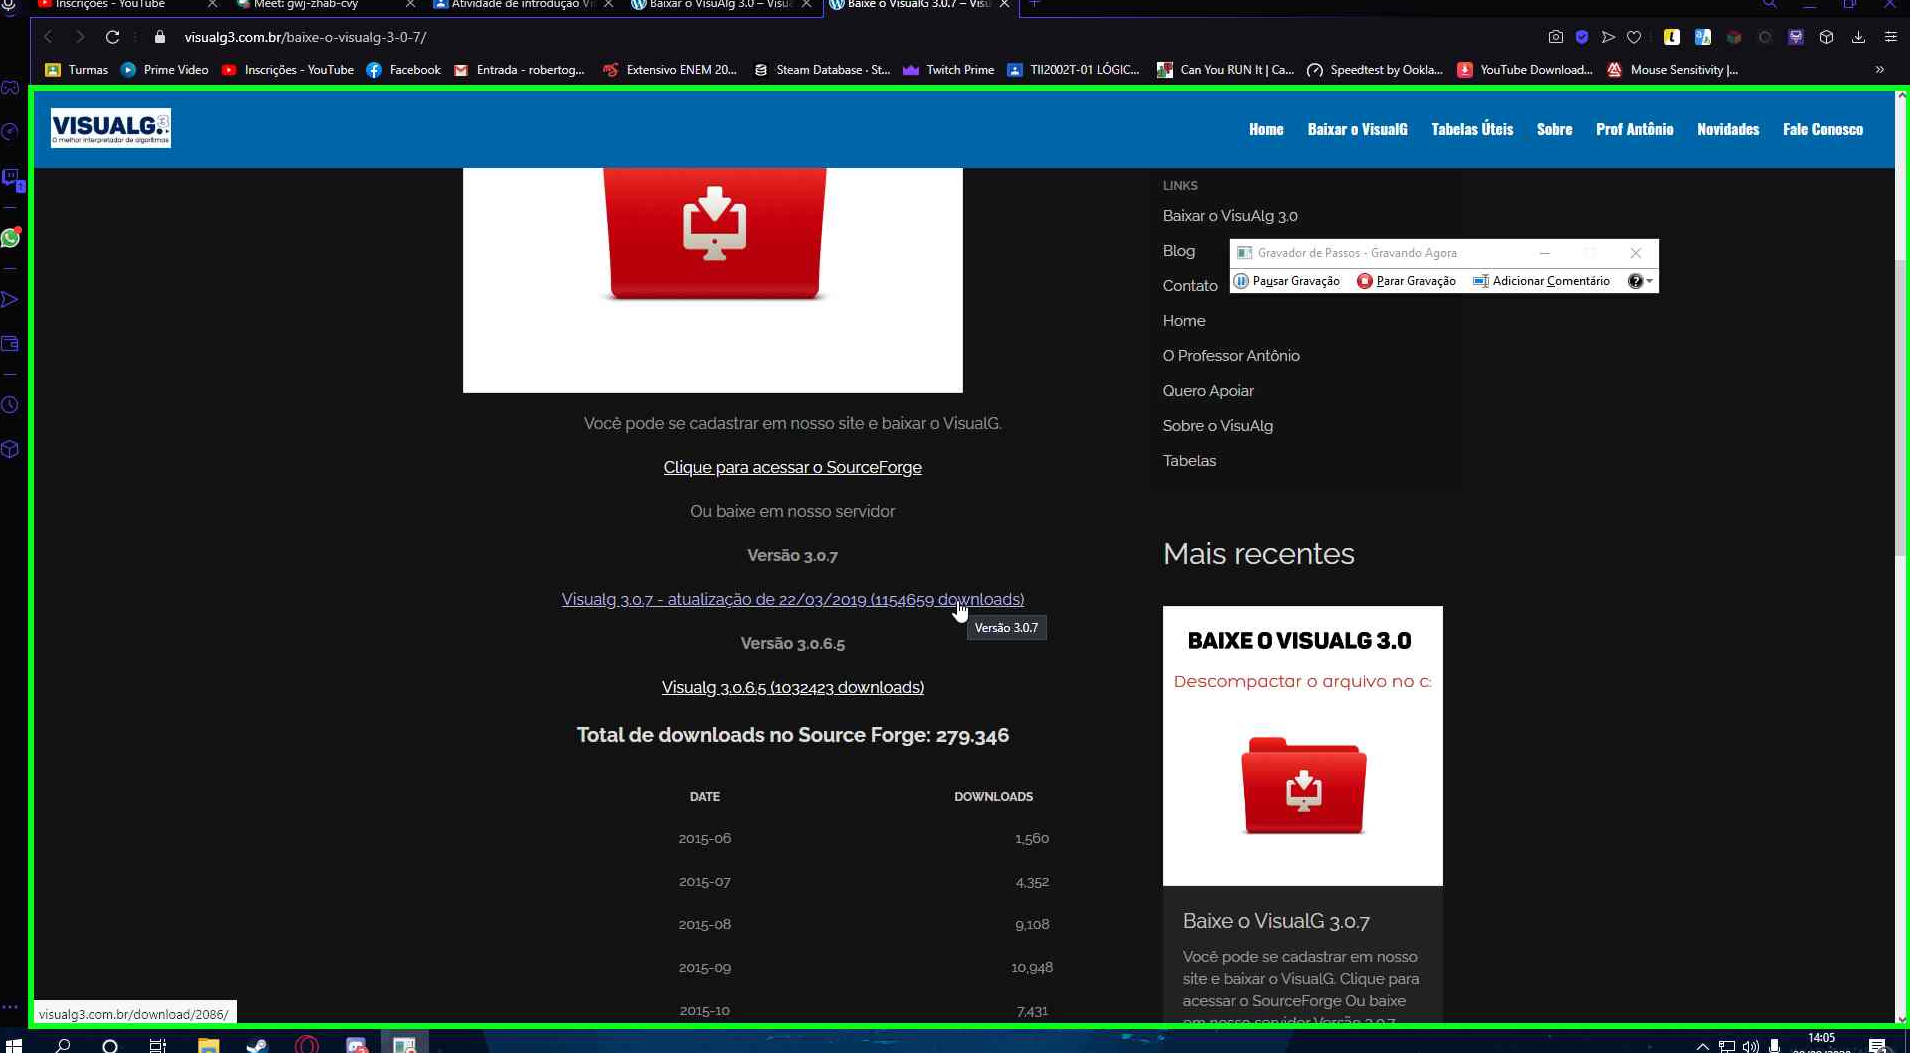 Inscrições - YouTube
Meet: gwj-zhab-cvy
Atividade de introdução Vi
Baixar o VisuAlg 3.0 – Visua
Baixe o VisualG 3.0.7 – Visu
visualg3.com.br/baixe-o-visualg-3-0-7/
Turmas
Prime Video
Inscrições - YouTube
Facebook
Entrada - robertog...
Extensivo ENEM 20...
Steam Database · St...
Twitch Prime
TII2002T-01 LÓGIC...
Can You RUN It | Ca...
Speedtest by Ookla...
YouTube Download...
Mouse Sensitivity |...
VISUALG.3
O melhor interpretador de algoritmos
Home
Baixar o VisualG
Tabelas Úteis
Sobre
Prof Antônio
Novidades
Fale Conosco
Você pode se cadastrar em nosso site e baixar o VisualG.
Clique para acessar o SourceForge
Ou baixe em nosso servidor
Versão 3.0.7
Visualg 3.0.7 - atualização de 22/03/2019 (1154659 downloads)
Versão 3.0.7
Versão 3.0.6.5
Visualg 3.0.6.5 (1032423 downloads)
Total de downloads no Source Forge: 279.346
DATE DOWNLOADS
2015-06 1,560
2015-07 4,352
2015-08 9,108
2015-09 10,948
2015-10 7,431
LINKS
Baixar o VisuAlg 3.0
Blog
Contato
Home
O Professor Antônio
Quero Apoiar
Sobre o VisuAlg
Tabelas
Gravador de Passos - Gravando Agora
Pausar Gravação
Parar Gravação
Adicionar Comentário
Mais recentes
BAIXE O VISUALG 3.0
Descompactar o arquivo no c:
Baixe o VisualG 3.0.7
Você pode se cadastrar em nosso
site e baixar o VisualG. Clique para
acessar o SourceForge Ou baixe
em nosso servidor Versão 3.0.7
visualg3.com.br/download/2086/
14:05